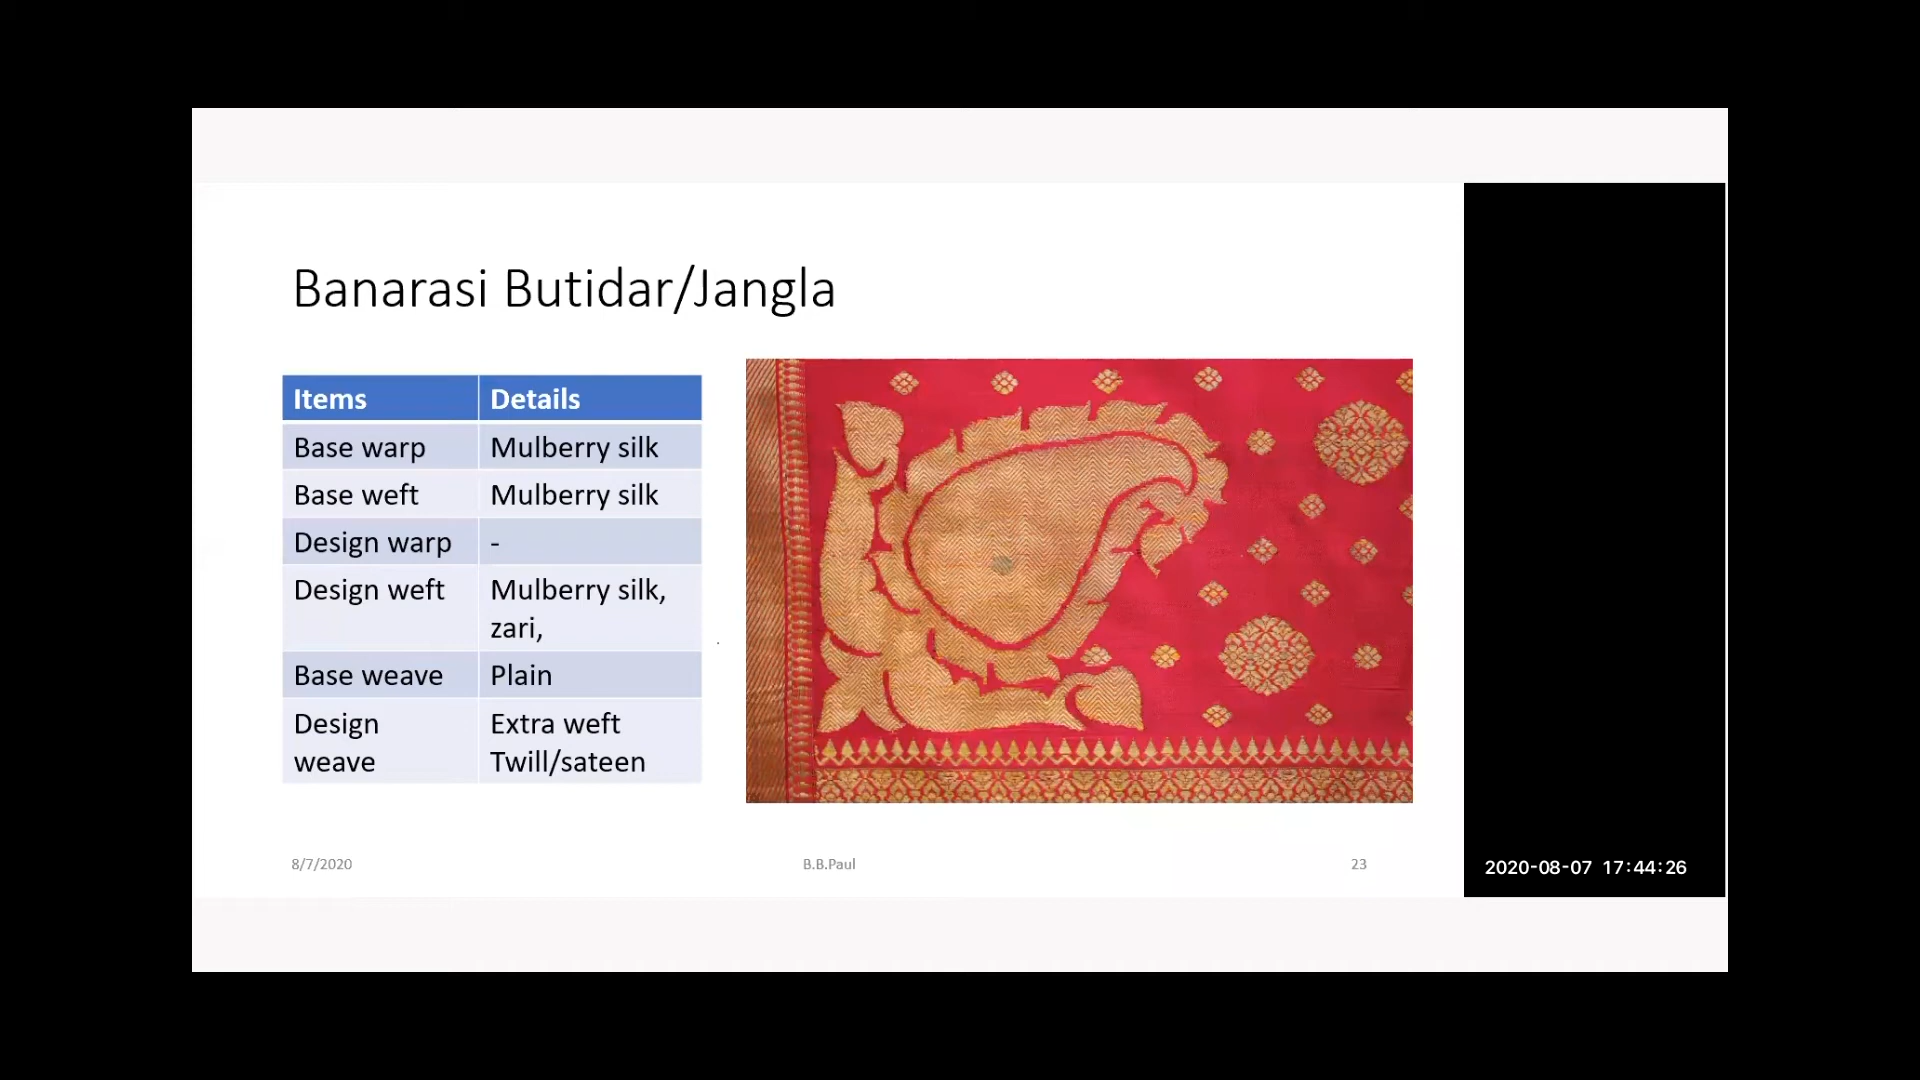 Banarasi Butidar/Jangla
Items Details
Base warp Mulberry silk
Base weft Mulberry silk
Design warp -
Design weft Mulberry silk,
zari,
Base weave Plain
Design Extra weft
weave Twill/sateen
8/7/2020 B.B.Paul 23
2020-08-07 17:44:26